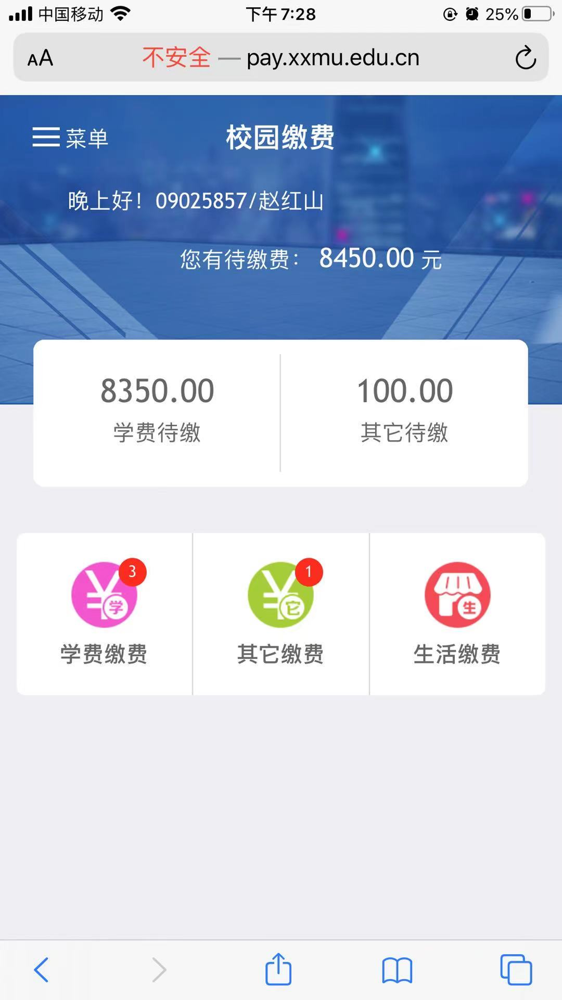 中国移动 下午7:28 25%
AA 不安全 — pay.xxmu.edu.cn
菜单 校园缴费
晚上好！09025857/赵红山
您有待缴费： 8450.00 元
8350.00 100.00
学费待缴 其它待缴
¥ 学 3 ¥ 它 1 生
学费缴费 其它缴费 生活缴费